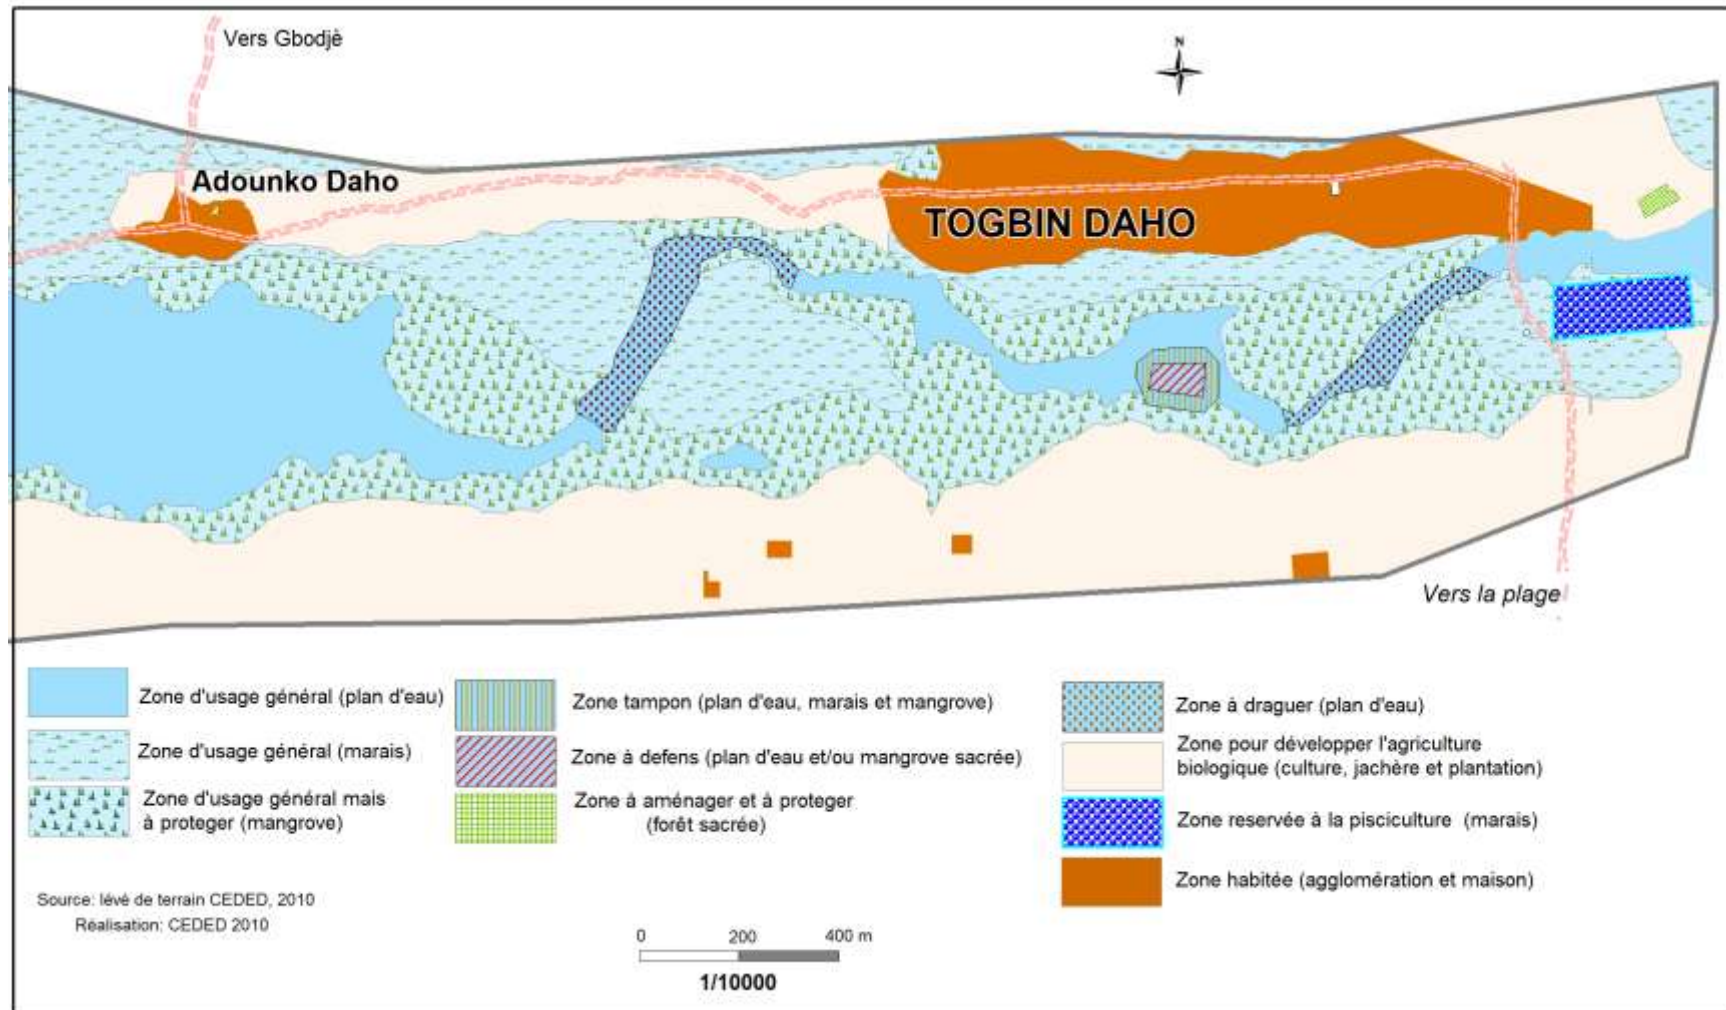 Vers Gbodjè
N
Adounko Daho
TOGBIN DAHO
Vers la plage
Zone d'usage général (plan d'eau)
Zone d'usage général (marais)
Zone d'usage général mais
à proteger (mangrove)
Zone tampon (plan d'eau, marais et mangrove)
Zone à defens (plan d'eau et/ou mangrove sacrée)
Zone à aménager et à proteger
(forêt sacrée)
Zone à draguer (plan d'eau)
Zone pour développer l'agriculture
biologique (culture, jachère et plantation)
Zone reservée à la pisciculture (marais)
Zone habitée (agglomération et maison)
Source: lévé de terrain CEDED, 2010
Réalisation: CEDED 2010
0 200 400 m
1/10000